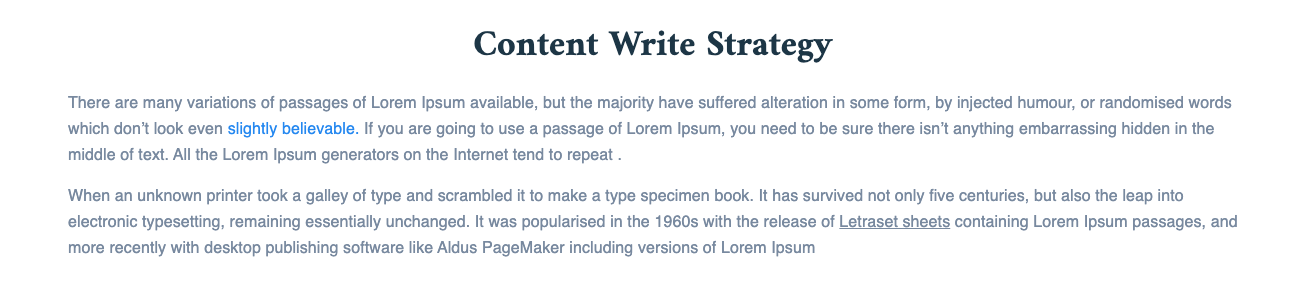 Content Write Strategy
There are many variations of passages of Lorem Ipsum available, but the majority have suffered alteration in some form, by injected humour, or randomised words
which don’t look even slightly believable. If you are going to use a passage of Lorem Ipsum, you need to be sure there isn’t anything embarrassing hidden in the
middle of text. All the Lorem Ipsum generators on the Internet tend to repeat .
When an unknown printer took a galley of type and scrambled it to make a type specimen book. It has survived not only five centuries, but also the leap into
electronic typesetting, remaining essentially unchanged. It was popularised in the 1960s with the release of Letraset sheets containing Lorem Ipsum passages, and
more recently with desktop publishing software like Aldus PageMaker including versions of Lorem Ipsum